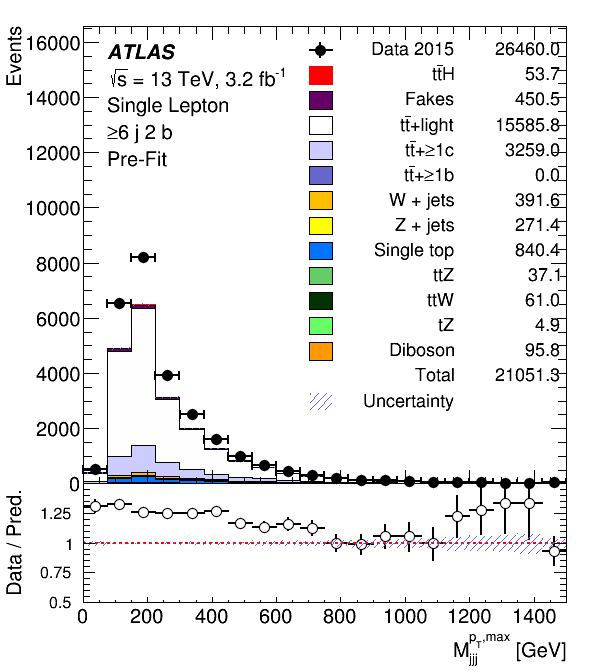 Events
16000
14000
12000
10000
8000
6000
4000
2000
0
ATLAS
√s = 13 TeV, 3.2 fb⁻¹
Single Lepton
≥6 j 2 b
Pre-Fit
Data 2015 26460.0
tt̄H 53.7
Fakes 450.5
tt̄+light 15585.8
tt̄+≥1c 3259.0
tt̄+≥1b 0.0
W + jets 391.6
Z + jets 271.4
Single top 840.4
ttZ 37.1
ttW 61.0
tZ 4.9
Diboson 95.8
Total 21051.3
Uncertainty
Data / Pred.
1.25
1
0.75
0.5
0 200 400 600 800 1000 1200 1400
M_jjj^{p_T,max} [GeV]